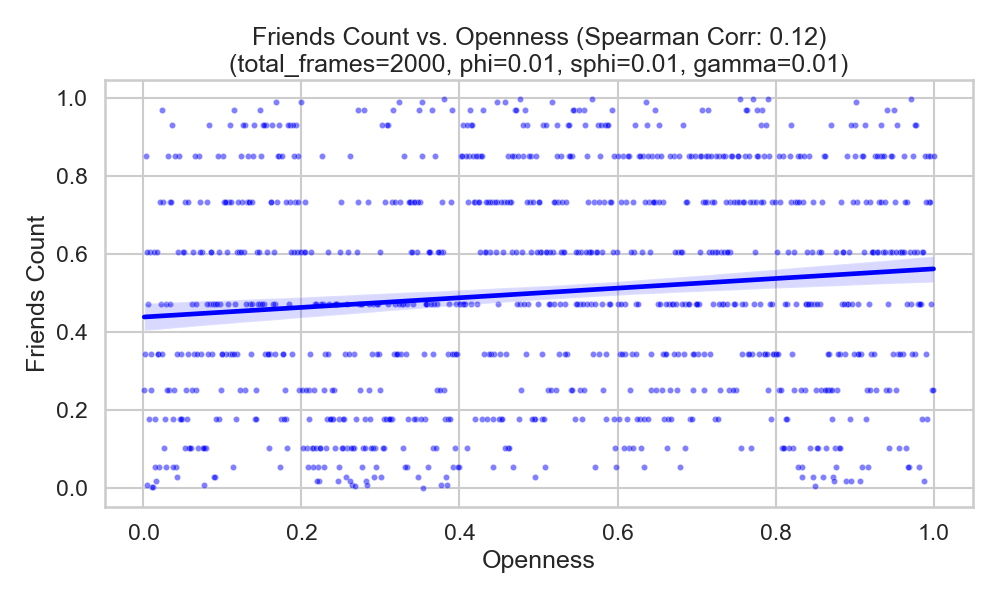 Friends Count vs. Openness (Spearman Corr: 0.12)
(total_frames=2000, phi=0.01, sphi=0.01, gamma=0.01)
1.0
0.8
0.6
0.4
0.2
0.0
Friends Count
0.0 0.2 0.4 0.6 0.8 1.0
Openness